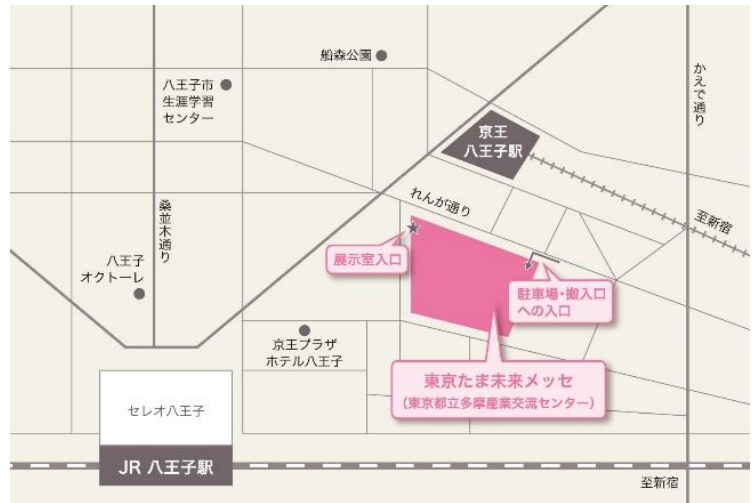 船森公園
八王子市
生涯学習
センター
かえで通り
京王
八王子駅
れんが通り
至新宿
桑並木通り
展示室入口
八王子
オクトーレ
駐車場・搬入口
への入口
京王プラザ
ホテル八王子
東京たま未来メッセ
(東京都立多摩産業交流センター)
セレオ八王子
JR 八王子駅
至新宿